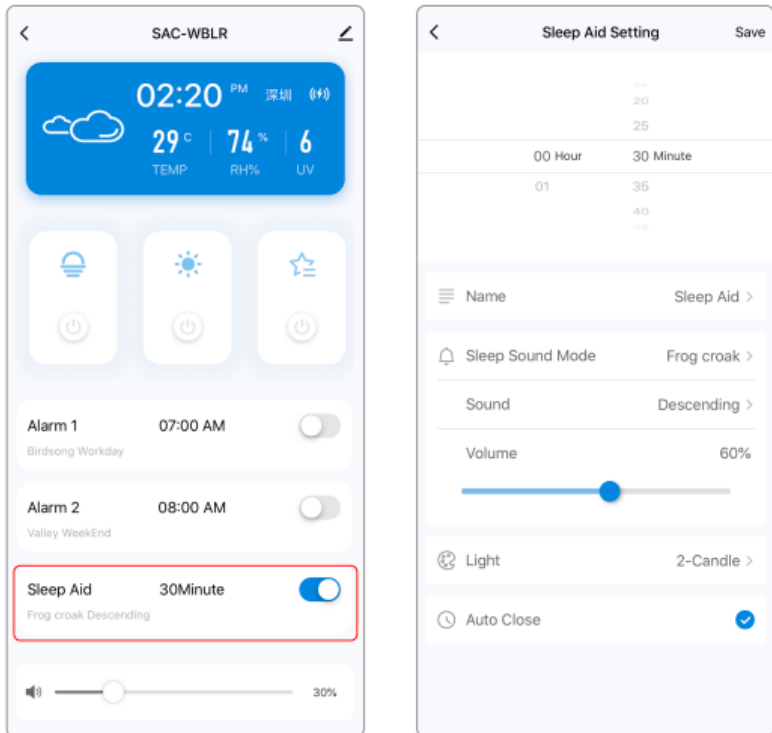 SAC-WBLR
02:20 PM 深圳
29 °C 74 % 6
TEMP RH% UV
Alarm 1 07:00 AM
Birdsong Workday
Alarm 2 08:00 AM
Valley WeekEnd
Sleep Aid 30Minute
Frog croak Descending
30%
Sleep Aid Setting Save
20
25
00 Hour 30 Minute
01 35
40
Name Sleep Aid >
Sleep Sound Mode Frog croak >
Sound Descending >
Volume 60%
Light 2-Candle >
Auto Close